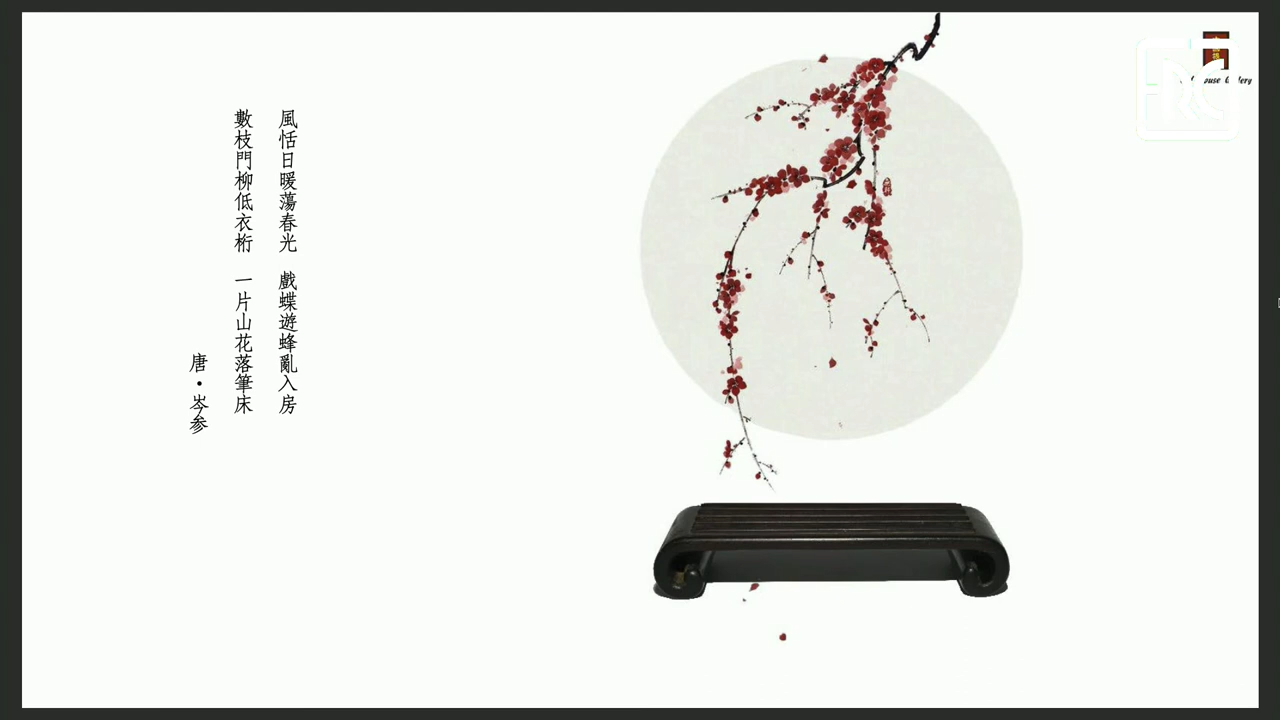 風恬日暖蕩春光 戲蝶遊蜂亂入房
數枝門柳低衣桁 一片山花落筆床
唐·岑参